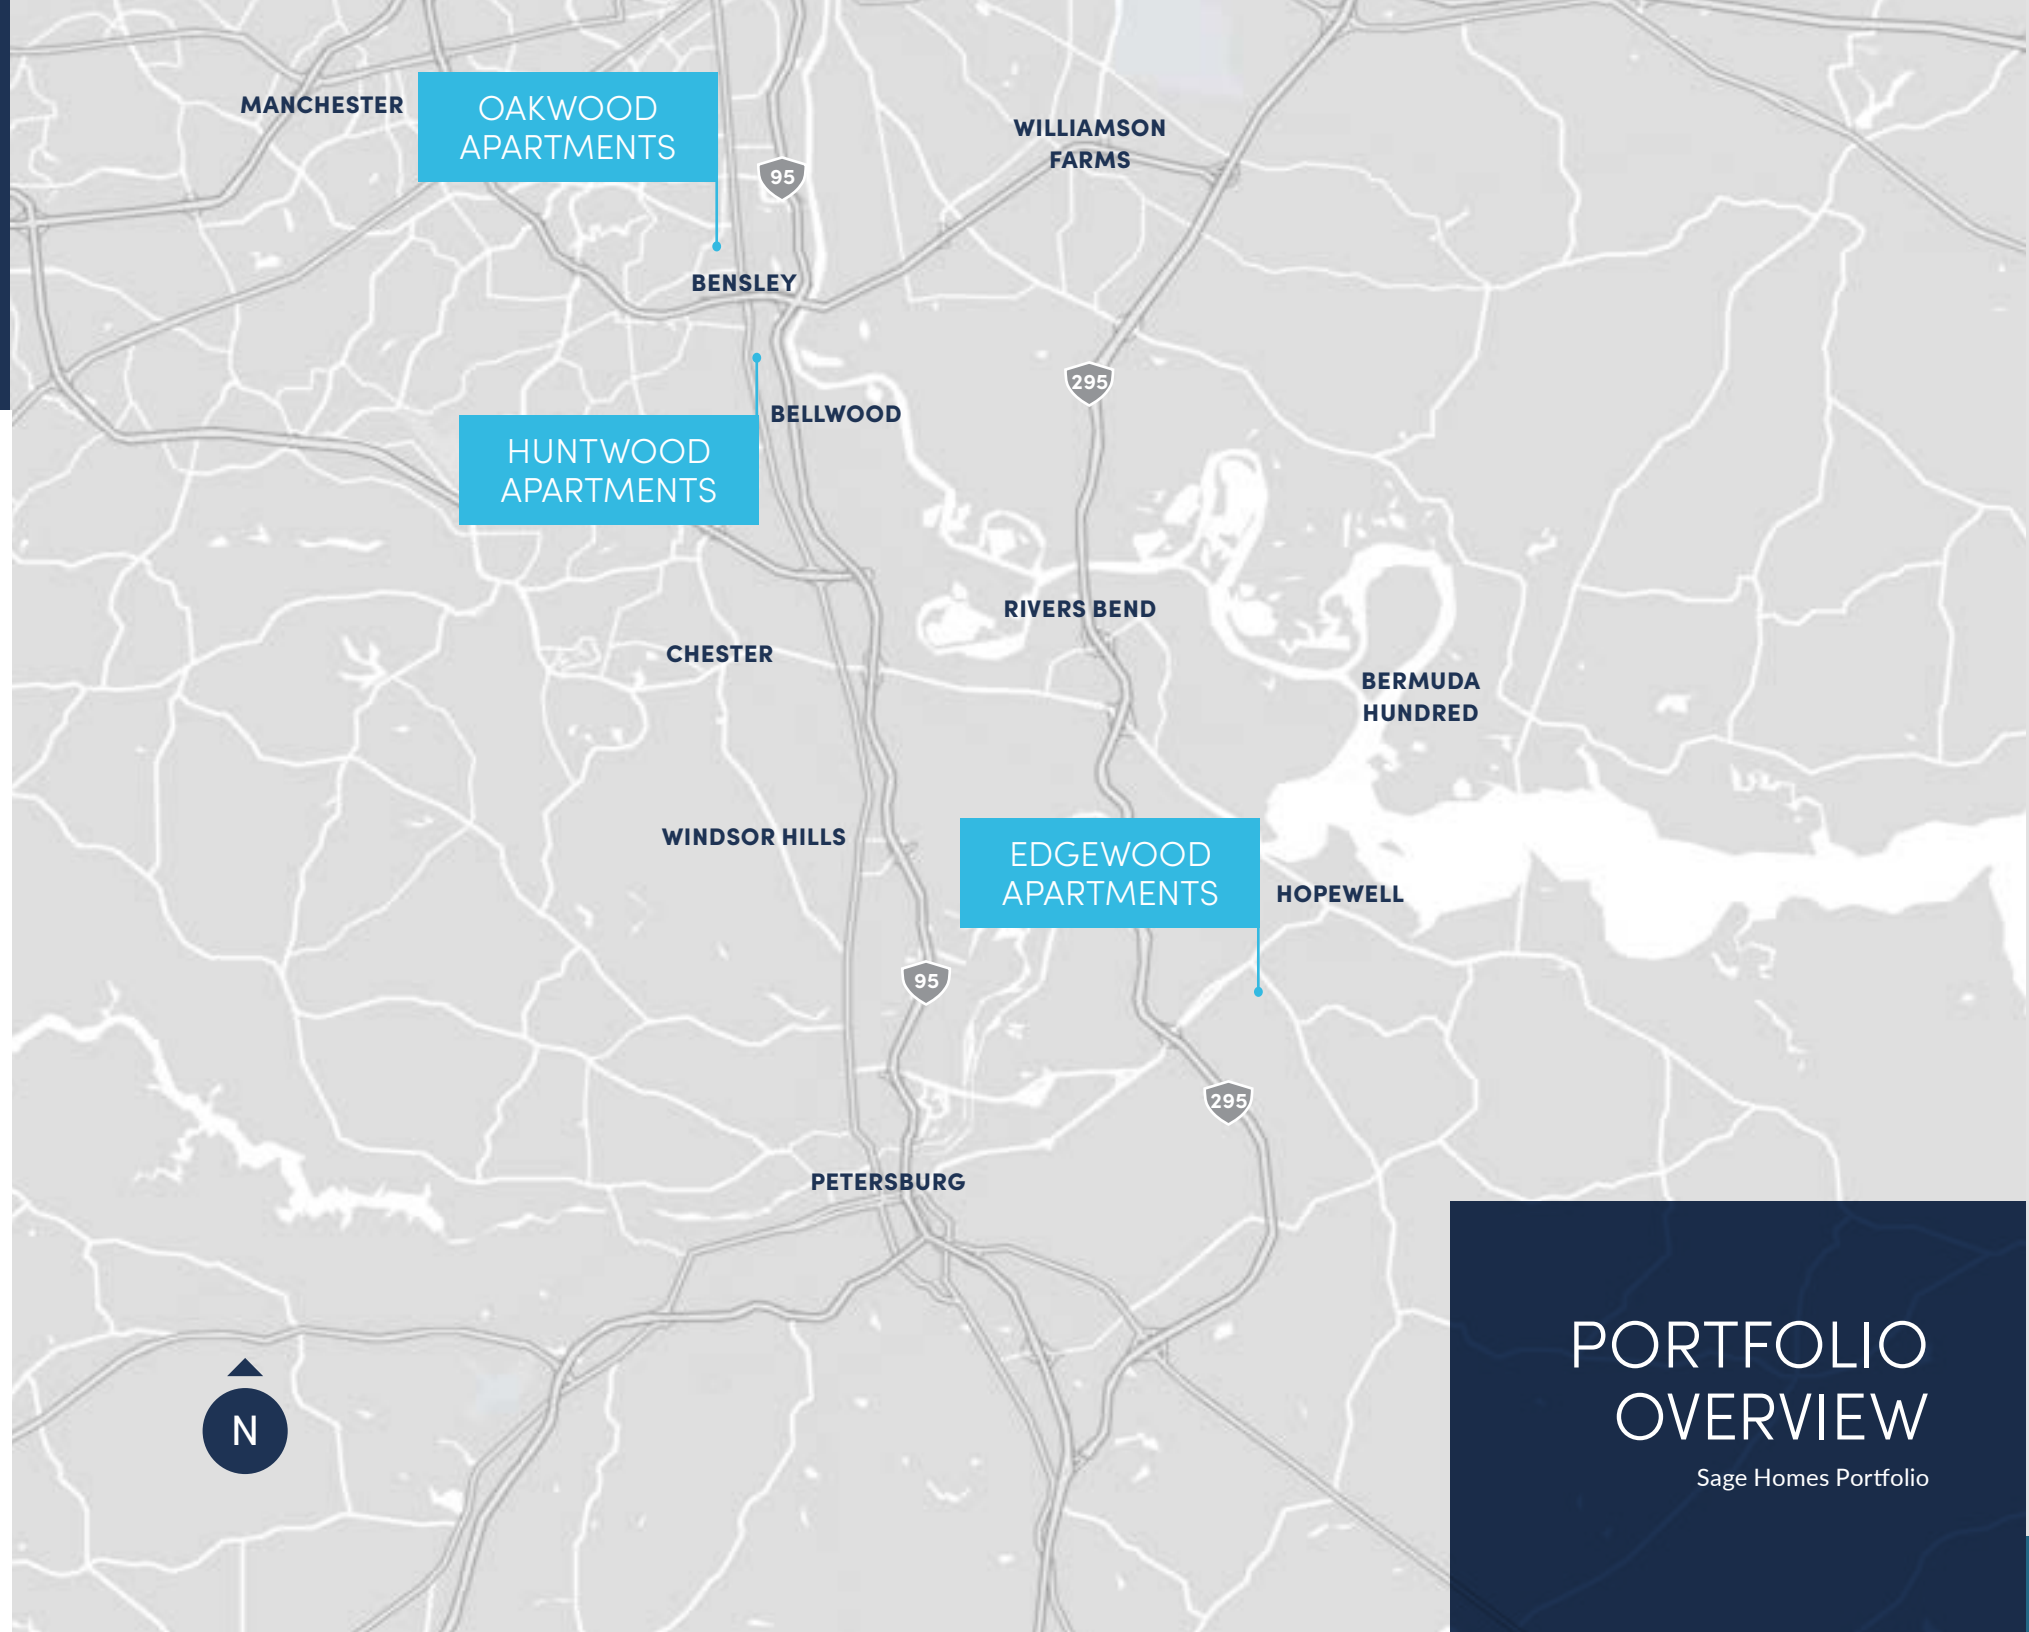 MANCHESTER
OAKWOOD
APARTMENTS
WILLIAMSON
FARMS
95
BENSLEY
295
BELLWOOD
HUNTWOOD
APARTMENTS
RIVERS BEND
CHESTER
BERMUDA
HUNDRED
WINDSOR HILLS
EDGEWOOD
APARTMENTS
HOPEWELL
95
295
PETERSBURG
N
PORTFOLIO
OVERVIEW
Sage Homes Portfolio